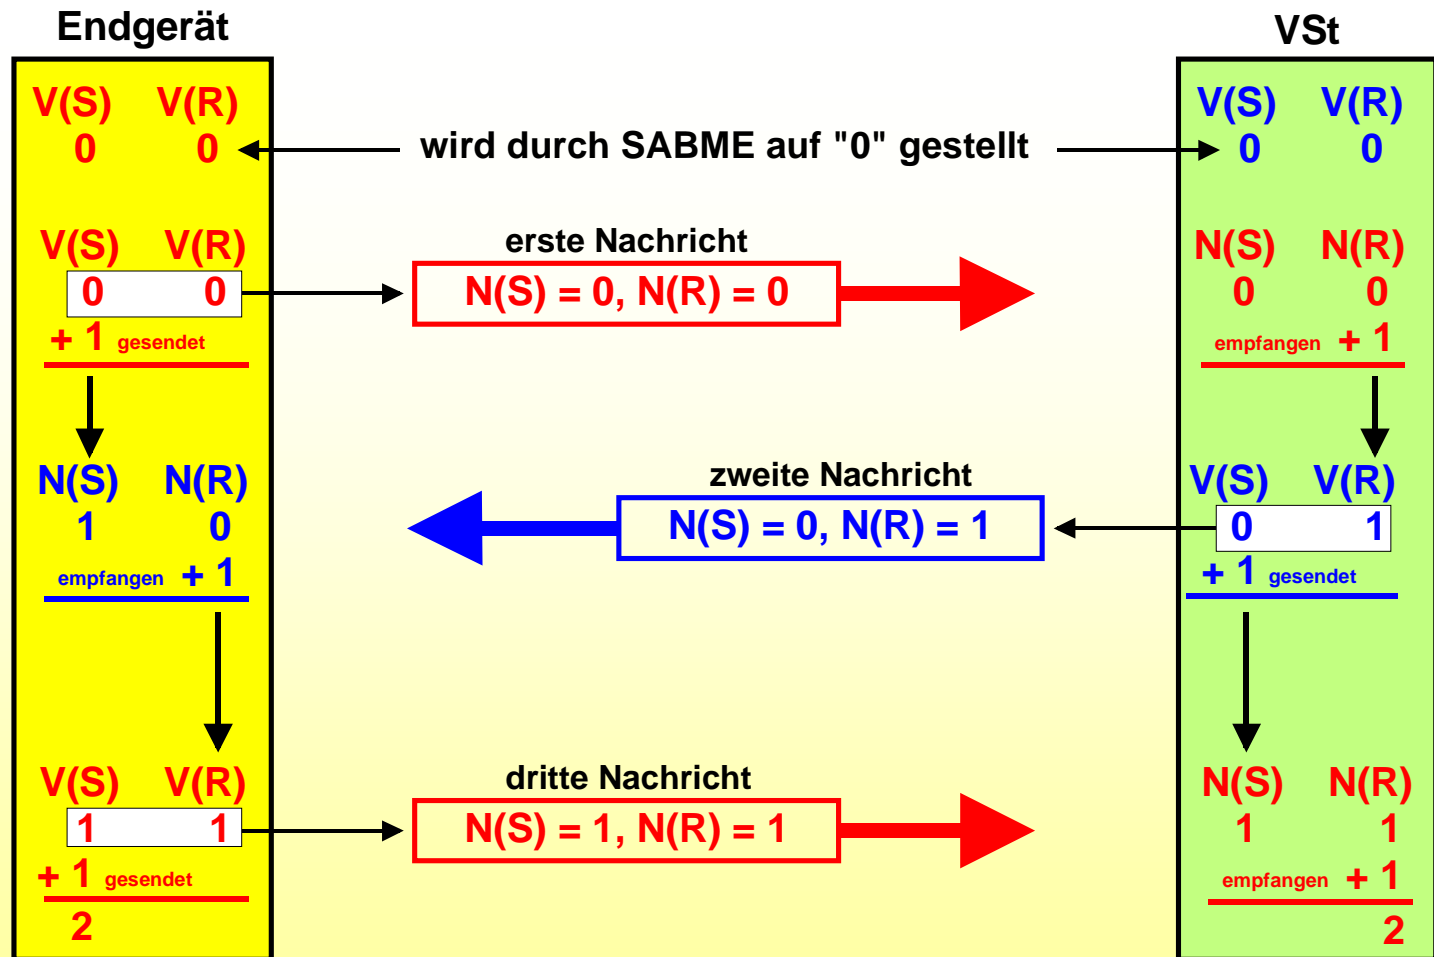 Endgerät VSt
V(S) V(R) V(S) V(R)
0 0 wird durch SABME auf "0" gestellt 0 0
V(S) V(R) erste Nachricht N(S) N(R)
0 0 N(S) = 0, N(R) = 0 0 0
+ 1 gesendet empfangen + 1
N(S) N(R) zweite Nachricht V(S) V(R)
1 0 N(S) = 0, N(R) = 1 0 1
empfangen + 1 + 1 gesendet
V(S) V(R) dritte Nachricht N(S) N(R)
1 1 N(S) = 1, N(R) = 1 1 1
+ 1 gesendet empfangen + 1
2 2